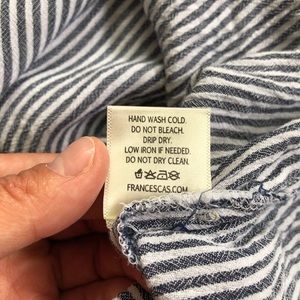 HAND WASH COLD.
DO NOT BLEACH.
DRIP DRY.
LOW IRON IF NEEDED.
DO NOT DRY CLEAN.
FRANCESCAS.COM